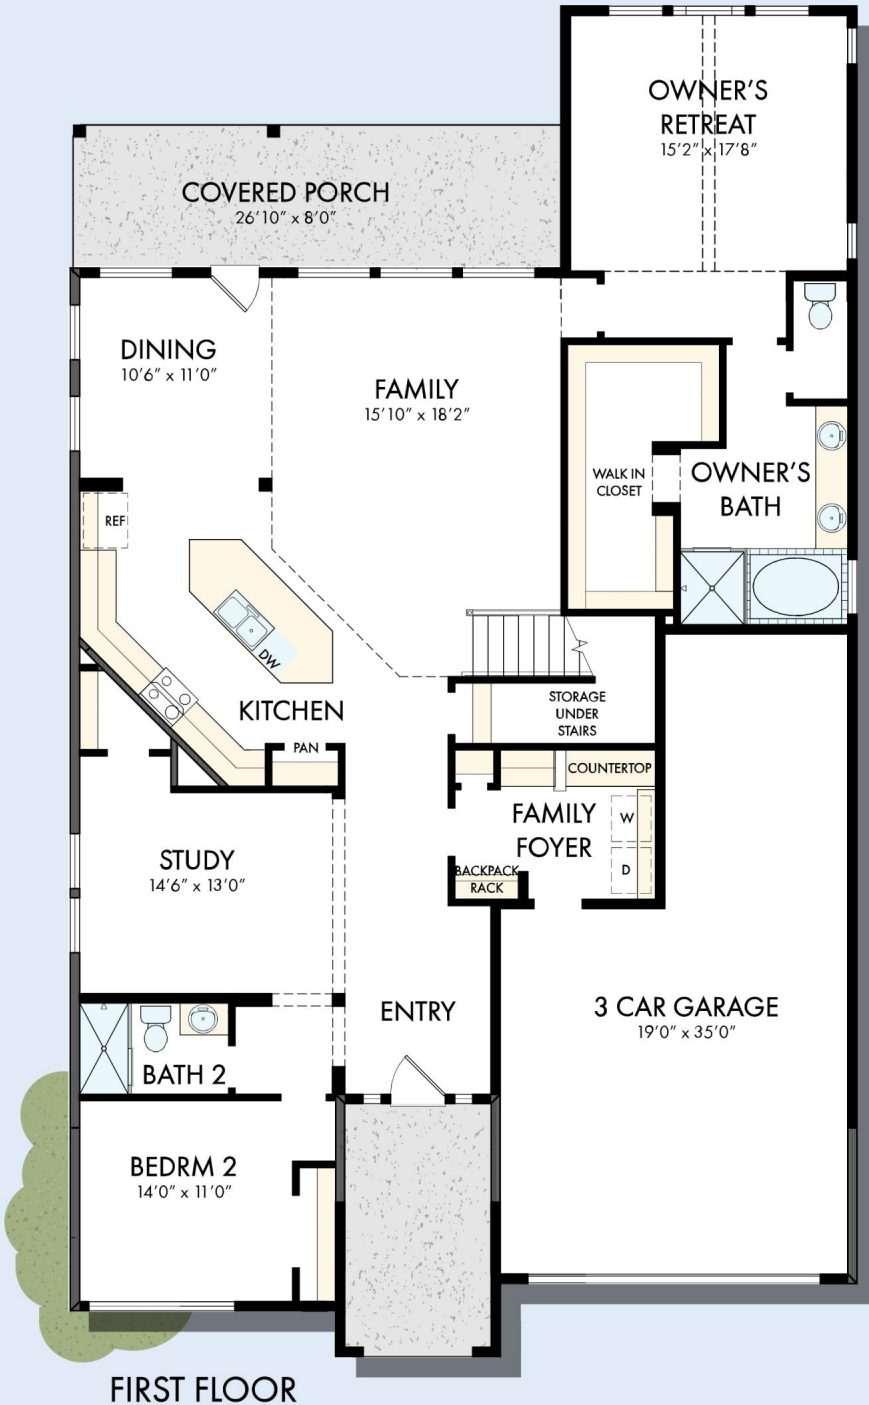 OWNER'S
RETREAT
15'2" x 17'8"
COVERED PORCH
26'10" x 8'0"
DINING
10'6" x 11'0"
FAMILY
15'10" x 18'2"
WALK IN
CLOSET
OWNER'S
BATH
REF
DW
KITCHEN
PAN
STORAGE
UNDER
STAIRS
COUNTERTOP
FAMILY
FOYER
W
D
BACKPACK
RACK
STUDY
14'6" x 13'0"
ENTRY
3 CAR GARAGE
19'0" x 35'0"
BATH 2
BEDRM 2
14'0" x 11'0"
FIRST FLOOR